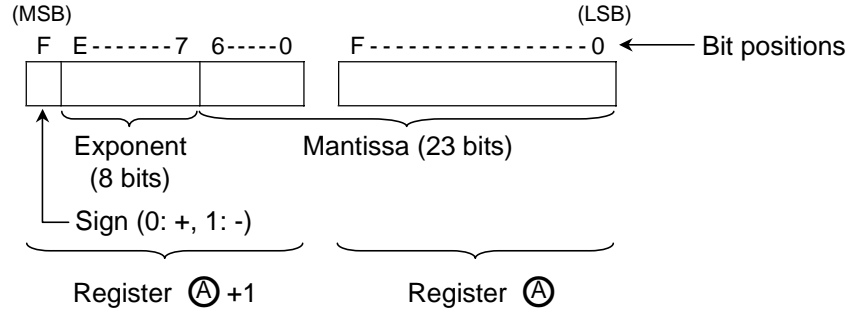 (MSB) (LSB)
F E-------7 6-----0 F-----------------0 Bit positions
Exponent Mantissa (23 bits)
(8 bits)
Sign (0: +, 1: -)
Register Ⓐ +1 Register Ⓐ